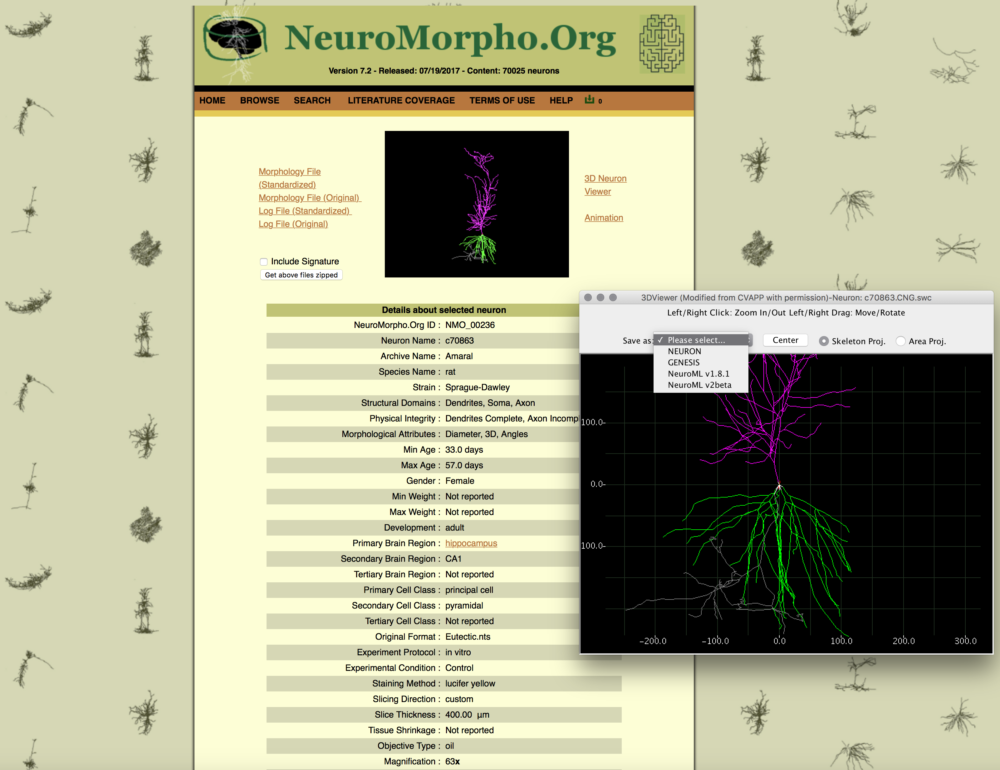 NeuroMorpho.Org
Version 7.2 - Released: 07/19/2017 - Content: 70025 neurons
HOME BROWSE SEARCH LITERATURE COVERAGE TERMS OF USE HELP 0
Morphology File
(Standardized)
Morphology File (Original)
Log File (Standardized)
Log File (Original)
Include Signature
Get above files zipped
3D Neuron
Viewer
Animation
Details about selected neuron
NeuroMorpho.Org ID : NMO_00236
Neuron Name : c70863
Archive Name : Amaral
Species Name : rat
Strain : Sprague-Dawley
Structural Domains : Dendrites, Soma, Axon
Physical Integrity : Dendrites Complete, Axon Incompl
Morphological Attributes : Diameter, 3D, Angles
Min Age : 33.0 days
Max Age : 57.0 days
Gender : Female
Min Weight : Not reported
Max Weight : Not reported
Development : adult
Primary Brain Region : hippocampus
Secondary Brain Region : CA1
Tertiary Brain Region : Not reported
Primary Cell Class : principal cell
Secondary Cell Class : pyramidal
Tertiary Cell Class : Not reported
Original Format : Eutectic.nts
Experiment Protocol : in vitro
Experimental Condition : Control
Staining Method : lucifer yellow
Slicing Direction : custom
Slice Thickness : 400.00 µm
Tissue Shrinkage : Not reported
Objective Type : oil
Magnification : 63x
3DViewer (Modified from CVAPP with permission)-Neuron: c70863.CNG.swc
Left/Right Click: Zoom In/Out Left/Right Drag: Move/Rotate
Save as: ✓ Please select... Center Skeleton Proj. Area Proj.
NEURON
GENESIS
NeuroML v1.8.1
NeuroML v2beta
100.0-
0.0-
100.0-
-200.0 -100.0 0.0 100.0 200.0 300.0